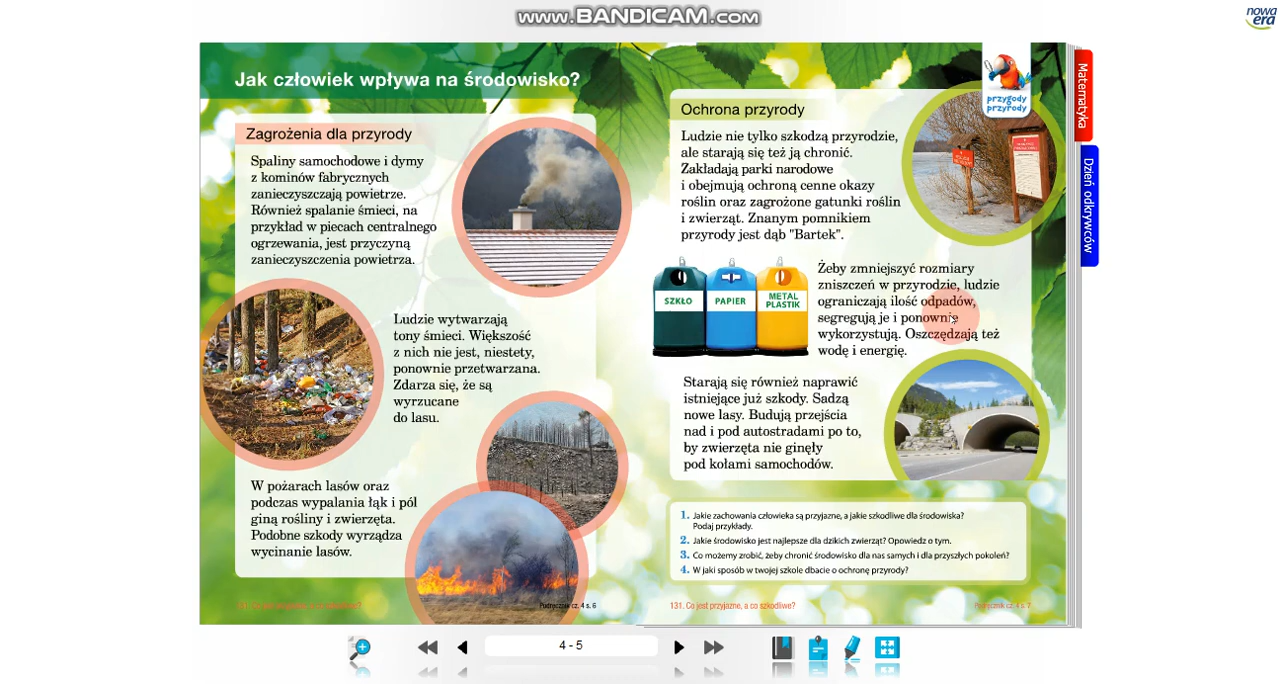 www.BANDICAM.com
nowa
era
Jak człowiek wpływa na środowisko?
Zagrożenia dla przyrody
Spaliny samochodowe i dymy
z kominów fabrycznych
zanieczyszczają powietrze.
Również spalanie śmieci, na
przykład w piecach centralnego
ogrzewania, jest przyczyną
zanieczyszczenia powietrza.
Ludzie wytwarzają
tony śmieci. Większość
z nich nie jest, niestety,
ponownie przetwarzana.
Zdarza się, że są
wyrzucane
do lasu.
W pożarach lasów oraz
podczas wypalania łąk i pól
giną rośliny i zwierzęta.
Podobne szkody wyrządza
wycinanie lasów.
Podręcznik cz. 4 s. 6
przygody
przyrody
Ochrona przyrody
Ludzie nie tylko szkodzą przyrodzie,
ale starają się też ją chronić.
Zakładają parki narodowe
i obejmują ochroną cenne okazy
roślin oraz zagrożone gatunki roślin
i zwierząt. Znanym pomnikiem
przyrody jest dąb "Bartek".
SZKŁO
PAPIER
METAL
PLASTIK
Żeby zmniejszyć rozmiary
zniszczeń w przyrodzie, ludzie
ograniczają ilość odpadów,
segregują je i ponownie
wykorzystują. Oszczędzają też
wodę i energię.
Starają się również naprawić
istniejące już szkody. Sadzą
nowe lasy. Budują przejścia
nad i pod autostradami po to,
by zwierzęta nie ginęły
pod kołami samochodów.
1. Jakie zachowania człowieka są przyjazne, a jakie szkodliwe dla środowiska?
Podaj przykłady.
2. Jakie środowisko jest najlepsze dla dzikich zwierząt? Opowiedz o tym.
3. Co możemy zrobić, żeby chronić środowisko dla nas samych i dla przyszłych pokoleń?
4. W jaki sposób w twojej szkole dbacie o ochronę przyrody?
131. Co jest przyjazne, a co szkodliwe?
Podręcznik cz. 4 s. 7
Matematyka
Dzień odkrywców
4 - 5